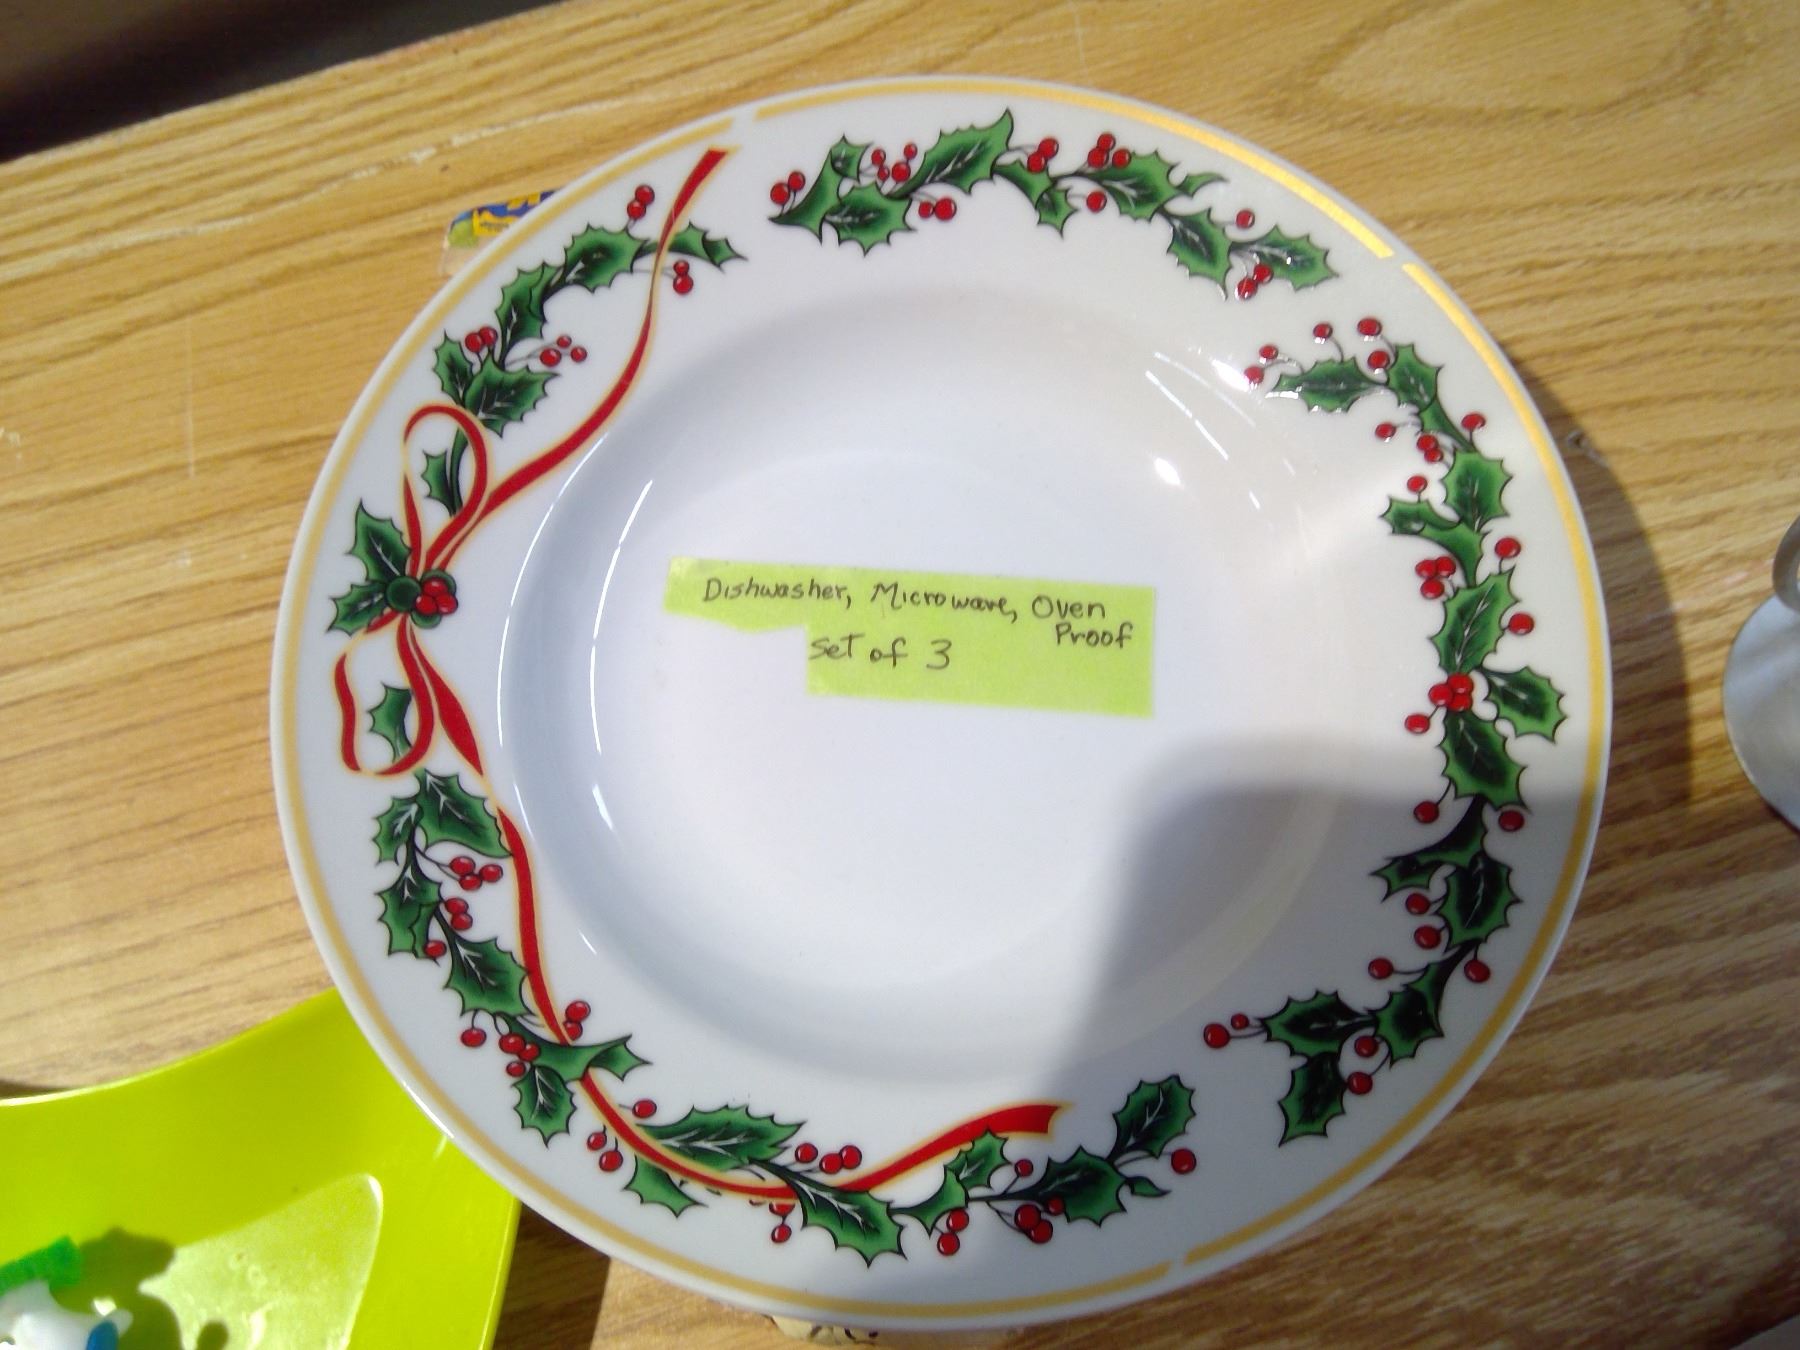 Dishwasher, Microwave, Oven
Proof
Set of 3